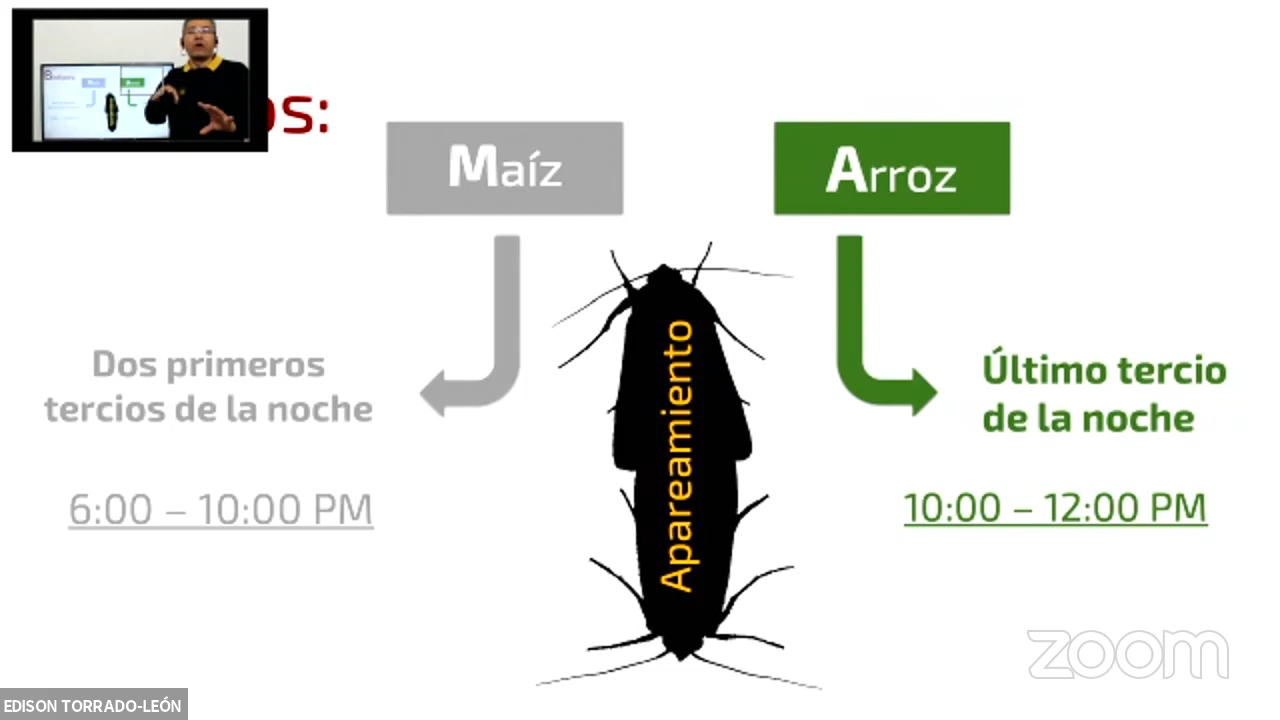 os:
Maíz
Arroz
Dos primeros
tercios de la noche
6:00 – 10:00 PM
Apareamiento
Último tercio
de la noche
10:00 – 12:00 PM
zoom
EDISON TORRADO-LEÓN